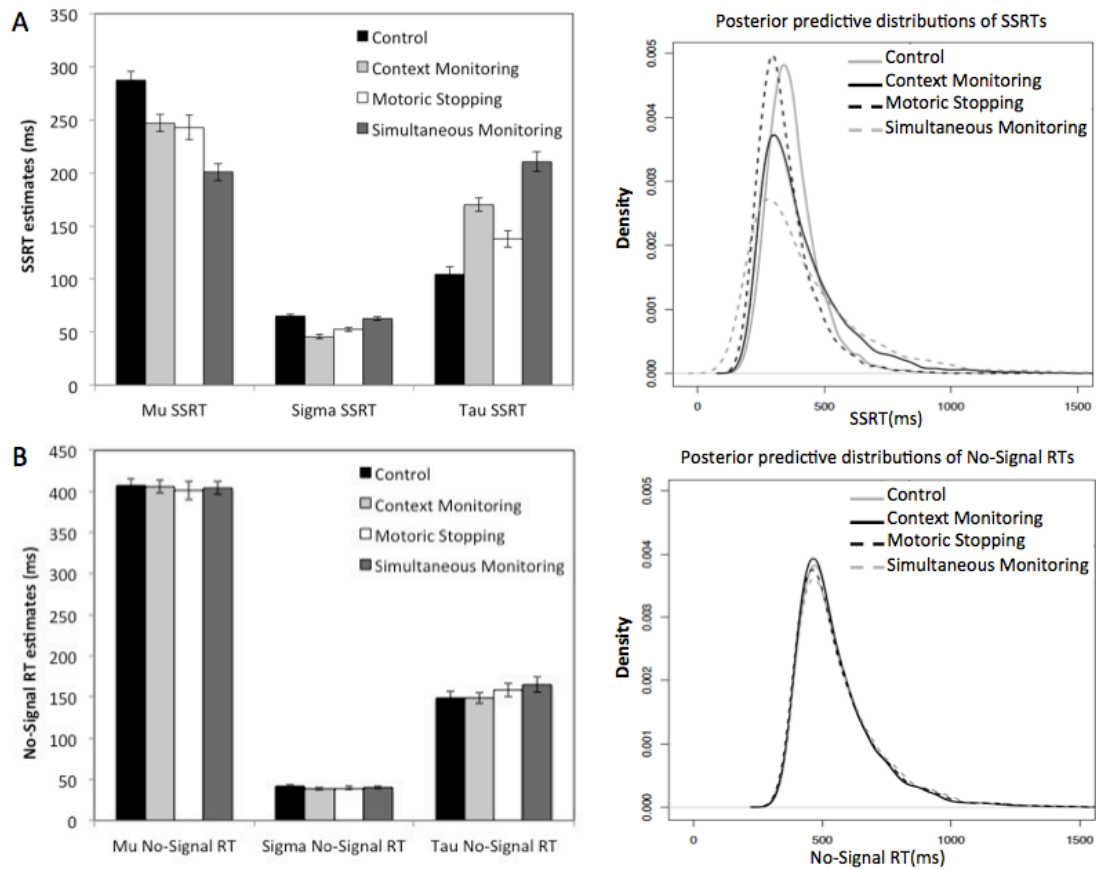 A
SSRT estimates (ms)
350
300
250
200
150
100
50
0
Control
Context Monitoring
Motoric Stopping
Simultaneous Monitoring
Mu SSRT
Sigma SSRT
Tau SSRT
Posterior predictive distributions of SSRTs
Density
0.005
0.004
0.003
0.002
0.001
0.000
Control
Context Monitoring
Motoric Stopping
Simultaneous Monitoring
0
500
1000
1500
SSRT(ms)
B
No-Signal RT estimates (ms)
450
400
350
300
250
200
150
100
50
0
Control
Context Monitoring
Motoric Stopping
Simultaneous Monitoring
Mu No-Signal RT
Sigma No-Signal RT
Tau No-Signal RT
Posterior predictive distributions of No-Signal RTs
Density
0.005
0.004
0.003
0.002
0.001
0.000
Control
Context Monitoring
Motoric Stopping
Simultaneous Monitoring
0
500
1000
1500
No-Signal RT(ms)